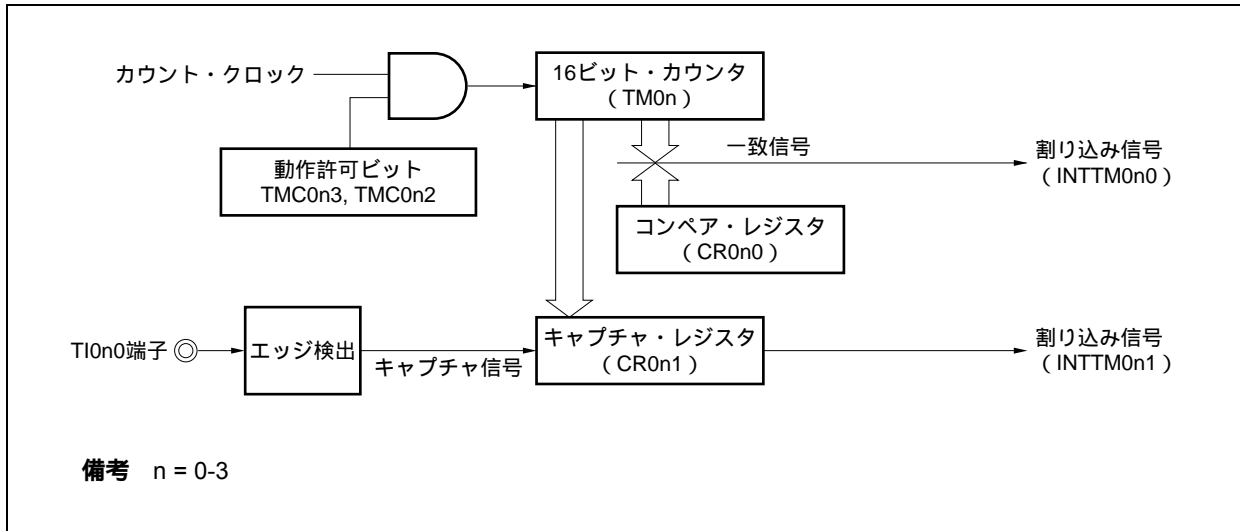 カウント・クロック
16ビット・カウンタ
（TM0n）
動作許可ビット
TMC0n3, TMC0n2
一致信号
割り込み信号
（INTTM0n0）
コンペア・レジスタ
（CR0n0）
TI0n0端子
エッジ検出
キャプチャ信号
キャプチャ・レジスタ
（CR0n1）
割り込み信号
（INTTM0n1）
備考 n = 0-3